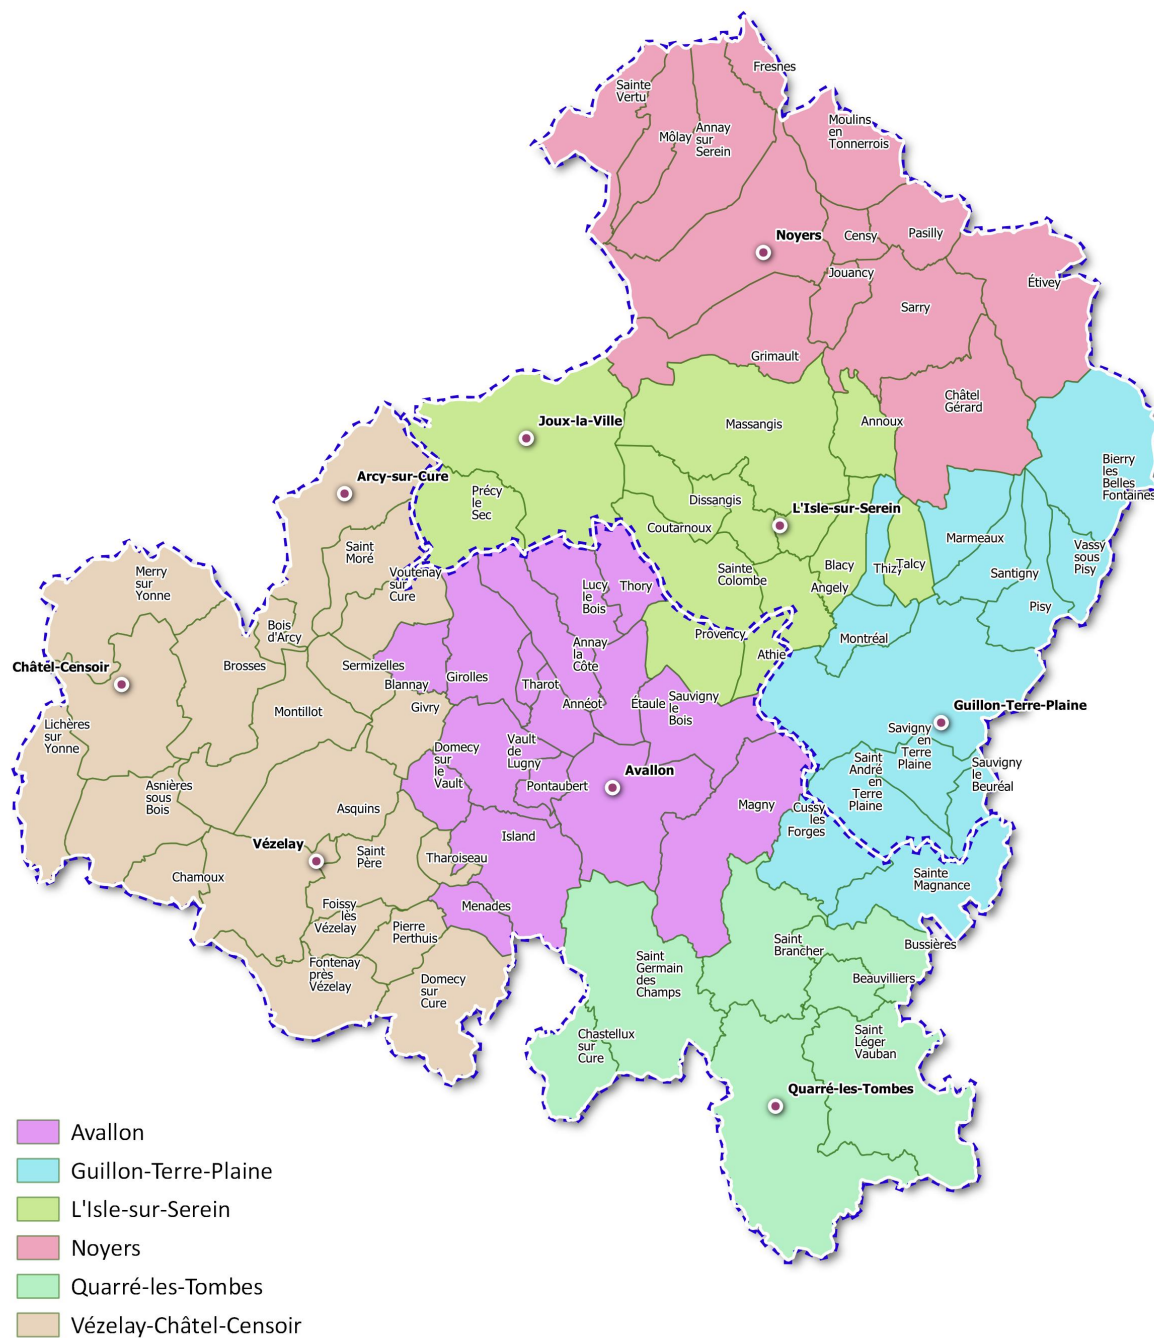 Fresnes
Sainte
Vertu
Môlay
Annay
sur
Serein
Moulins
en
Tonnerrois
Noyers
Censy
Pasilly
Jouancy
Étivey
Sarry
Grimault
Châtel
Gérard
Joux-la-Ville
Massangis
Annoux
Arcy-sur-Cure
Précy
le
Sec
Dissangis
L'Isle-sur-Serein
Coutarnoux
Bierry
les
Belles
Fontaines
Marmeaux
Vassy
sous
Pisy
Saint
Moré
Voutenay
sur
Cure
Lucy
le
Bois
Thory
Sainte
Colombe
Blacy
Angely
Thizy
Talcy
Santigny
Pisy
Merry
sur
Yonne
Bois
d'Arcy
Annay
la
Côte
Provency
Athie
Montréal
Châtel-Censoir
Brosses
Sermizelles
Blannay
Girolles
Tharot
Annéot
Étaule
Sauvigny
le
Bois
Givry
Montillot
Lichères
sur
Yonne
Guillon-Terre-Plaine
Savigny
en
Terre
Plaine
Domecy
sur
le
Vault
Vault
de
Lugny
Pontaubert
Avallon
Saint
André
en
Terre
Plaine
Sauvigny
le
Beuréal
Asnières
sous
Bois
Asquins
Magny
Cussy
les
Forges
Island
Vézelay
Saint
Père
Tharoiseau
Chamoux
Sainte
Magnance
Foissy
lès
Vézelay
Menades
Pierre
Perthuis
Saint
Brancher
Bussières
Fontenay
près
Vézelay
Domecy
sur
Cure
Saint
Germain
des
Champs
Beauvilliers
Chastellux
sur
Cure
Saint
Léger
Vauban
Quarré-les-Tombes
Avallon
Guillon-Terre-Plaine
L'Isle-sur-Serein
Noyers
Quarré-les-Tombes
Vézelay-Châtel-Censoir